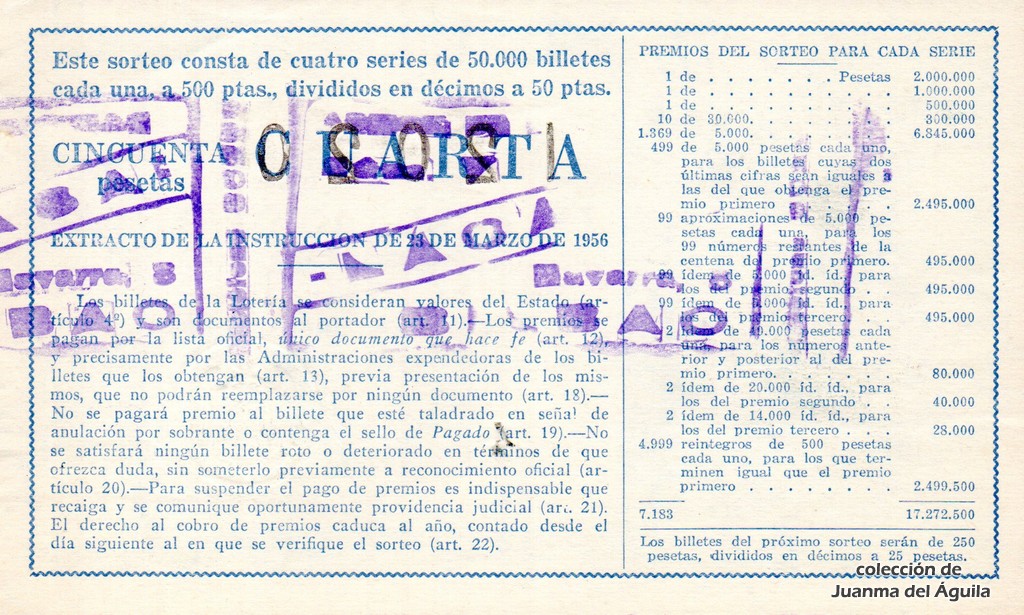 Este sorteo consta de cuatro series de 50.000 billetes
cada una, a 500 ptas., divididos en décimos a 50 ptas.
CINCUENTA
pesetas
CUARTA
EXTRACTO DE LA INSTRUCCION DE 23 DE MARZO DE 1956
Los billetes de la Lotería se consideran valores del Estado (ar-
tículo 4º) y son documentos al portador (art. 11).—Los premios se
pagan por la lista oficial, único documento que hace fe (art. 12),
y precisamente por las Administraciones expendedoras de los bi-
lletes que los obtengan (art. 13), previa presentación de los mis-
mos, que no podrán reemplazarse por ningún documento (art. 18).—
No se pagará premio al billete que esté taladrado en señal de
anulación por sobrante o contenga el sello de Pagado (art. 19).—No
se satisfará ningún billete roto o deteriorado en términos de que
ofrezca duda, sin someterlo previamente a reconocimiento oficial (ar-
tículo 20).—Para suspender el pago de premios es indispensable que
recaiga y se comunique oportunamente providencia judicial (art. 21).
El derecho al cobro de premios caduca al año, contado desde el
día siguiente al en que se verifique el sorteo (art. 22).
PREMIOS DEL SORTEO PARA CADA SERIE
1 de . . . . . . . Pesetas 2.000.000
1 de . . . . . . . . . . 1.000.000
1 de . . . . . . . . . . 500.000
10 de 30.000. . . . . . . . 300.000
1.369 de 5.000. . . . . . . . 6.845.000
499 de 5.000 pesetas cada uno,
para los billetes cuyas dos
últimas cifras sean iguales a
las del que obtenga el pre-
mio primero . . . . . . . 2.495.000
99 aproximaciones de 5.000 pe-
setas cada una, para los
99 números restantes de la
centena del premio primero. 495.000
99 ídem de 5.000 íd. íd., para
los del premio segundo . . 495.000
99 ídem de 5.000 íd. íd., para
los del premio tercero. . . 495.000
2 ídem de 40.000 pesetas cada
una, para los números ante-
rior y posterior al del pre-
mio primero. . . . . . . 80.000
2 ídem de 20.000 íd. íd., para
los del premio segundo . . 40.000
2 ídem de 14.000 íd. íd., para
los del premio tercero . . . 28.000
4.999 reintegros de 500 pesetas
cada uno, para los que ter-
minen igual que el premio
primero . . . . . . . . 2.499.500
7.183 17.272.500
Los billetes del próximo sorteo serán de 250
pesetas, divididos en décimos a 25 pesetas.
Navarra, 8
BILBAO
colección de
Juanma del Águila